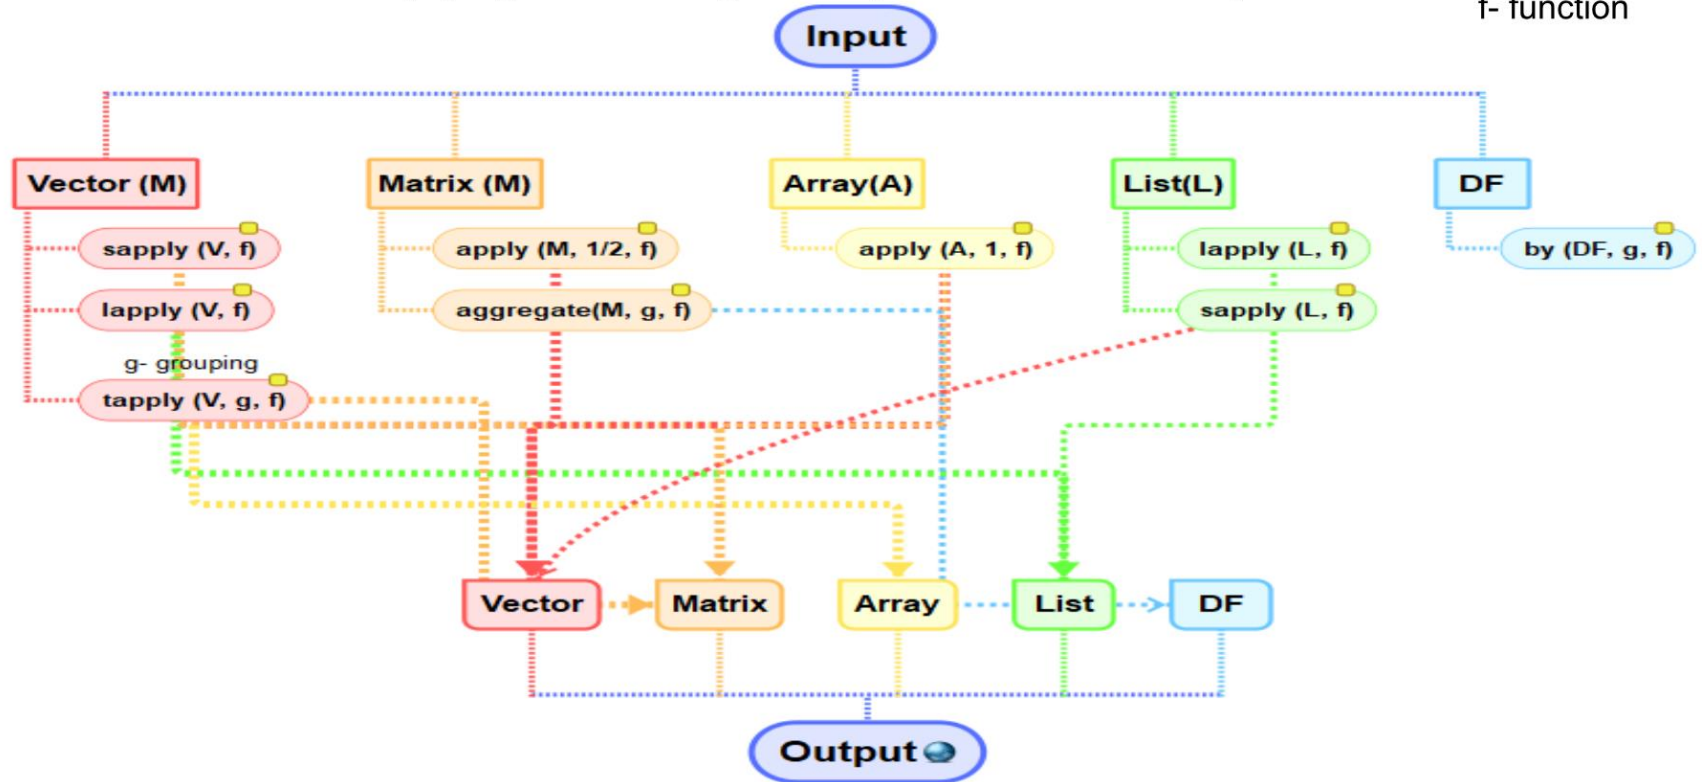 f- function
Input
Vector (M)
Matrix (M)
Array(A)
List(L)
DF
sapply (V, f)
apply (M, 1/2, f)
apply (A, 1, f)
lapply (L, f)
by (DF, g, f)
lapply (V, f)
aggregate(M, g, f)
sapply (L, f)
g- grouping
tapply (V, g, f)
Vector
Matrix
Array
List
DF
Output